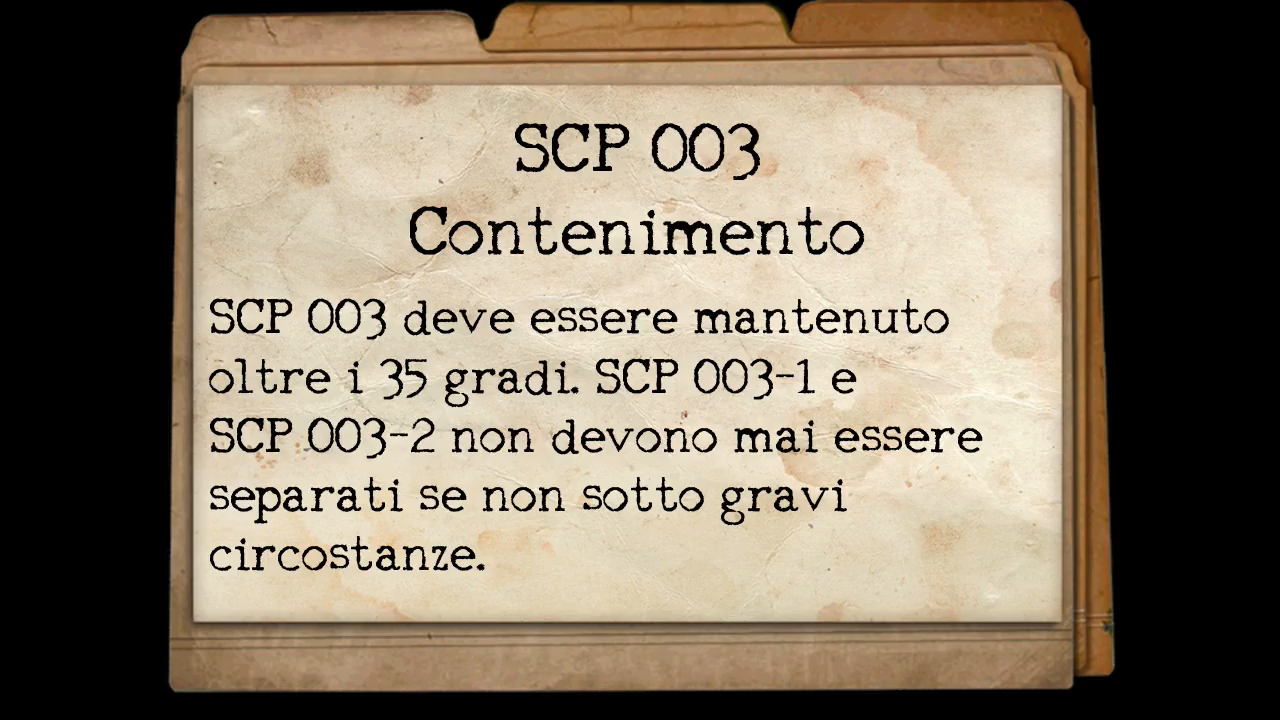 SCP 003
Contenimento
SCP 003 deve essere mantenuto
oltre i 35 gradi. SCP 003-1 e
SCP 003-2 non devono mai essere
separati se non sotto gravi
circostanze.